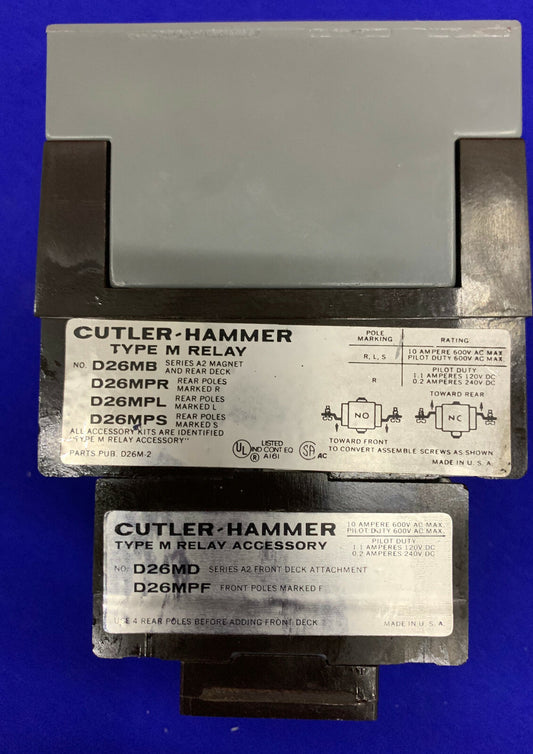 CUTLER-HAMMER
TYPE M RELAY
NO. D26MB SERIES A2 MAGNET AND REAR DECK
D26MPR REAR POLES MARKED R
D26MPL REAR POLES MARKED L
D26MPS REAR POLES MARKED S
ALL ACCESSORY KITS ARE IDENTIFIED
"TYPE M RELAY ACCESSORY"
PARTS PUB. D26M-2
UL LISTED
IND CONT EQ
® A161
SA AC
POLE MARKING RATING
R, L, S 10 AMPERE 600V AC MAX.
PILOT DUTY 600V AC MAX.
R PILOT DUTY
1.1 AMPERES 120V DC
0.2 AMPERES 240V DC
TOWARD REAR
NO NC
TOWARD FRONT
TO CONVERT ASSEMBLE SCREWS AS SHOWN
MADE IN U.S.A.
CUTLER-HAMMER
TYPE M RELAY ACCESSORY
10 AMPERE 600V AC MAX.
PILOT DUTY 600V AC MAX.
PILOT DUTY
1.1 AMPERES 120V DC
0.2 AMPERES 240V DC
NO. D26MD SERIES A2 FRONT DECK ATTACHMENT
D26MPF FRONT POLES MARKED F
USE 4 REAR POLES BEFORE ADDING FRONT DECK
MADE IN U.S.A.